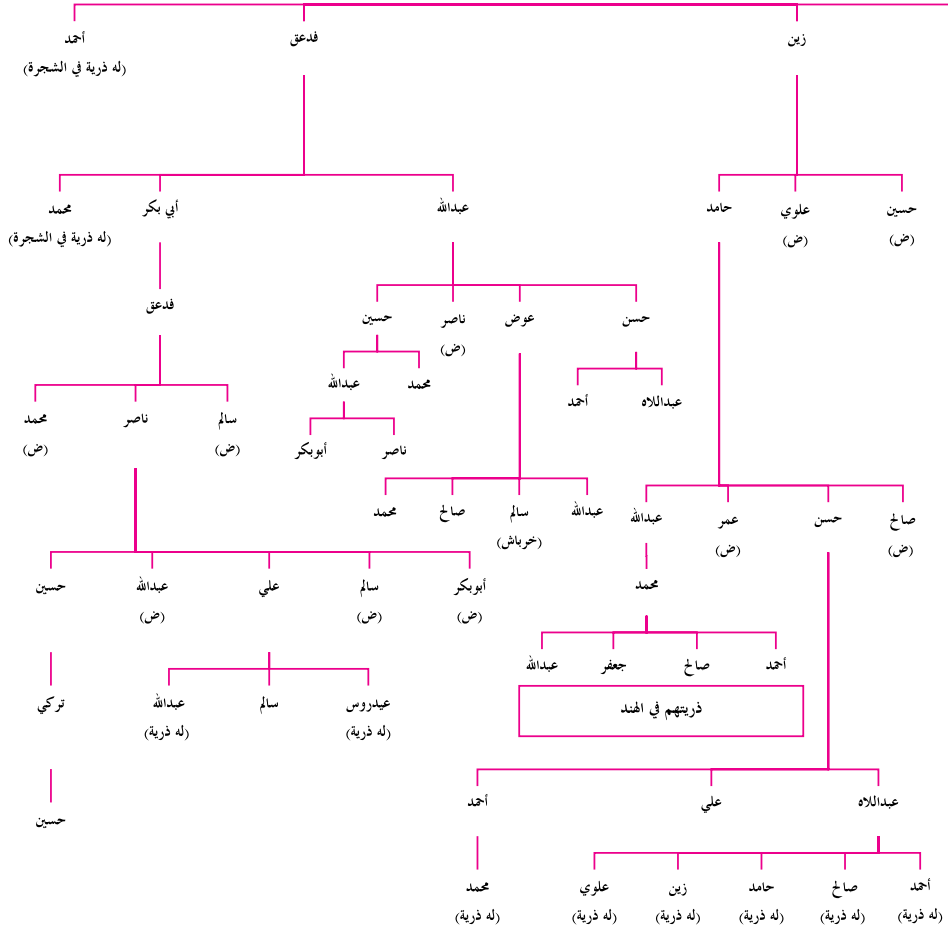 زين
فدعق
أحمد
(له ذرية في الشجرة)
حسين
(ض)
علوي
(ض)
حامد
عبدالله
أبي بكر
محمد
(له ذرية في الشجرة)
فدعق
حسن
عوض
ناصر
(ض)
حسين
عبداللاه
أحمد
محمد
عبدالله
سالم
(ض)
ناصر
محمد
(ض)
ناصر
أبوبكر
صالح
(ض)
حسن
عمر
(ض)
عبدالله
عبدالله
سالم
(خرباش)
صالح
محمد
محمد
أبوبكر
(ض)
سالم
(ض)
علي
عبدالله
(ض)
حسين
أحمد
صالح
جعفر
عبدالله
ذريتهم في الهند
عيدروس
(له ذرية)
سالم
عبدالله
(له ذرية)
تركي
عبداللاه
علي
أحمد
حسين
أحمد
(له ذرية)
صالح
(له ذرية)
حامد
(له ذرية)
زين
(له ذرية)
علوي
(له ذرية)
محمد
(له ذرية)